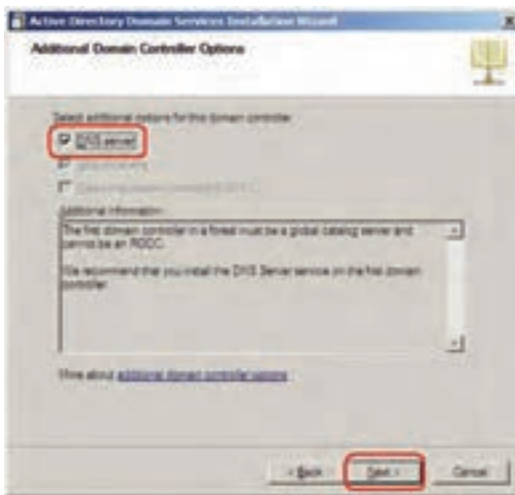 Active Directory Domain Services Installation Wizard
Additional Domain Controller Options
Select additional options for this domain controller.
DNS server
Additional information:
The first domain controller in a forest must be a global catalog server and
cannot be an RODC.
We recommend that you install the DNS Server service on the first domain
controller.
More about additional domain controller options
< Back
Next >
Cancel